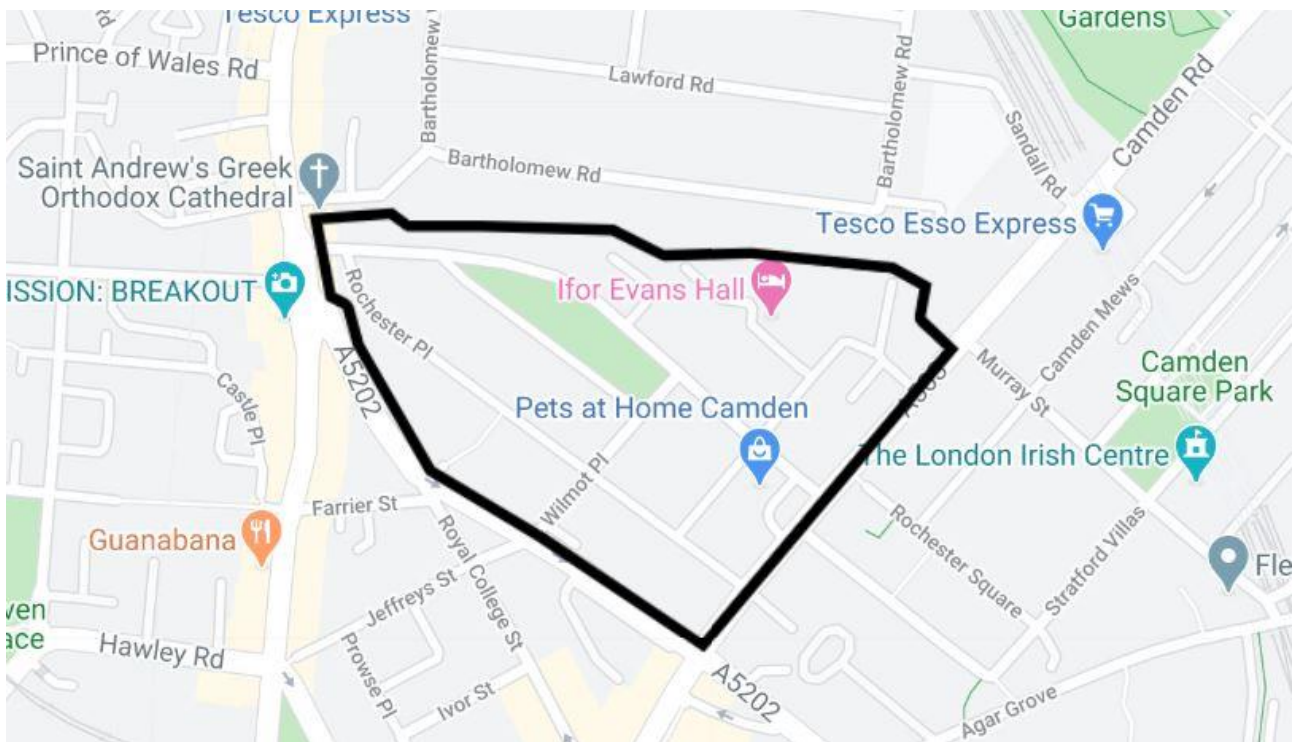 Tesco Express
Gardens
Prince of Wales Rd
Bartholomew
Lawford Rd
Bartholomew Rd
Camden Rd
Sandall Rd
Saint Andrew's Greek
Orthodox Cathedral
Bartholomew Rd
Tesco Esso Express
ISSION: BREAKOUT
Rochester Pl
Ifor Evans Hall
Camden Mews
A5202
Murray St
Camden
Square Park
Castle Pl
Pets at Home Camden
The London Irish Centre
Wilmot Pl
Farrier St
Guanabana
Royal College St
Rochester Square
Stratford Villas
Fle
Jeffreys St
ven
ace
Hawley Rd
Prowse Pl
Ivor St
A5202
Agar Grove